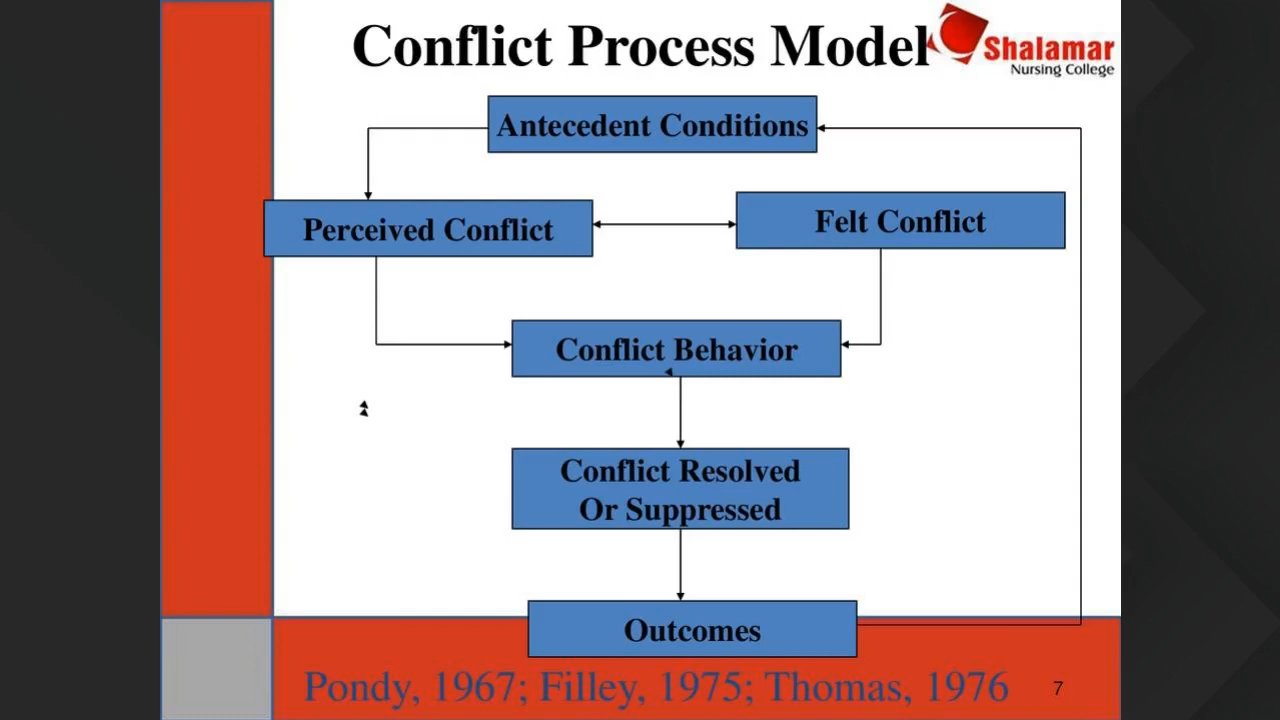 Conflict Process Model
Shalamar
Nursing College
Antecedent Conditions
Perceived Conflict
Felt Conflict
Conflict Behavior
Conflict Resolved
Or Suppressed
Outcomes
Pondy, 1967; Filley, 1975; Thomas, 1976
7